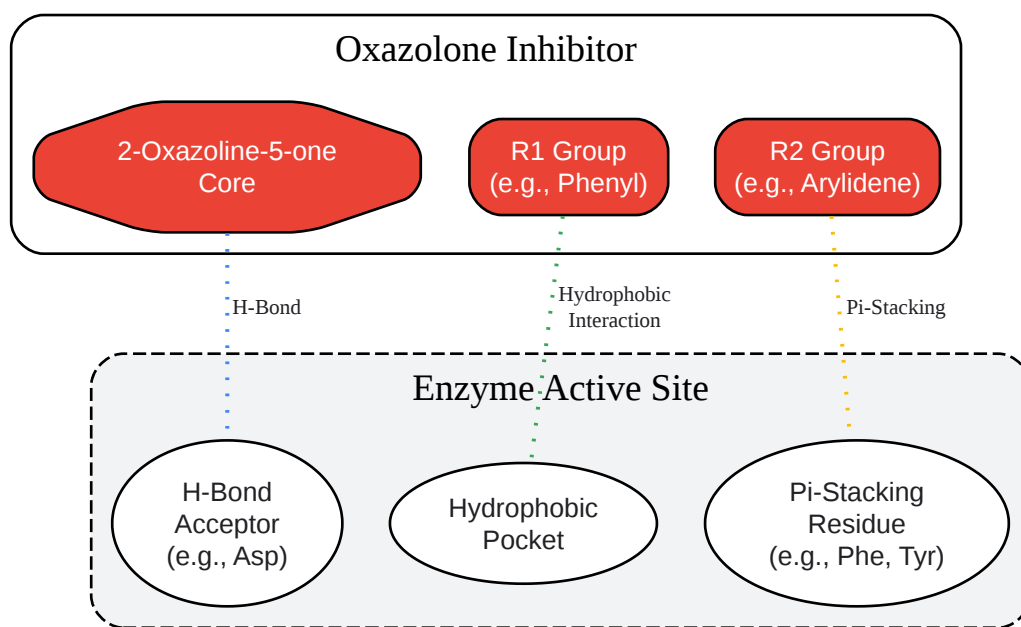 Oxazolone Inhibitor
2-Oxazoline-5-one
Core
R1 Group
(e.g., Phenyl)
R2 Group
(e.g., Arylidene)
H-Bond
Hydrophobic
Interaction
Pi-Stacking
Enzyme Active Site
H-Bond
Acceptor
(e.g., Asp)
Hydrophobic
Pocket
Pi-Stacking
Residue
(e.g., Phe, Tyr)